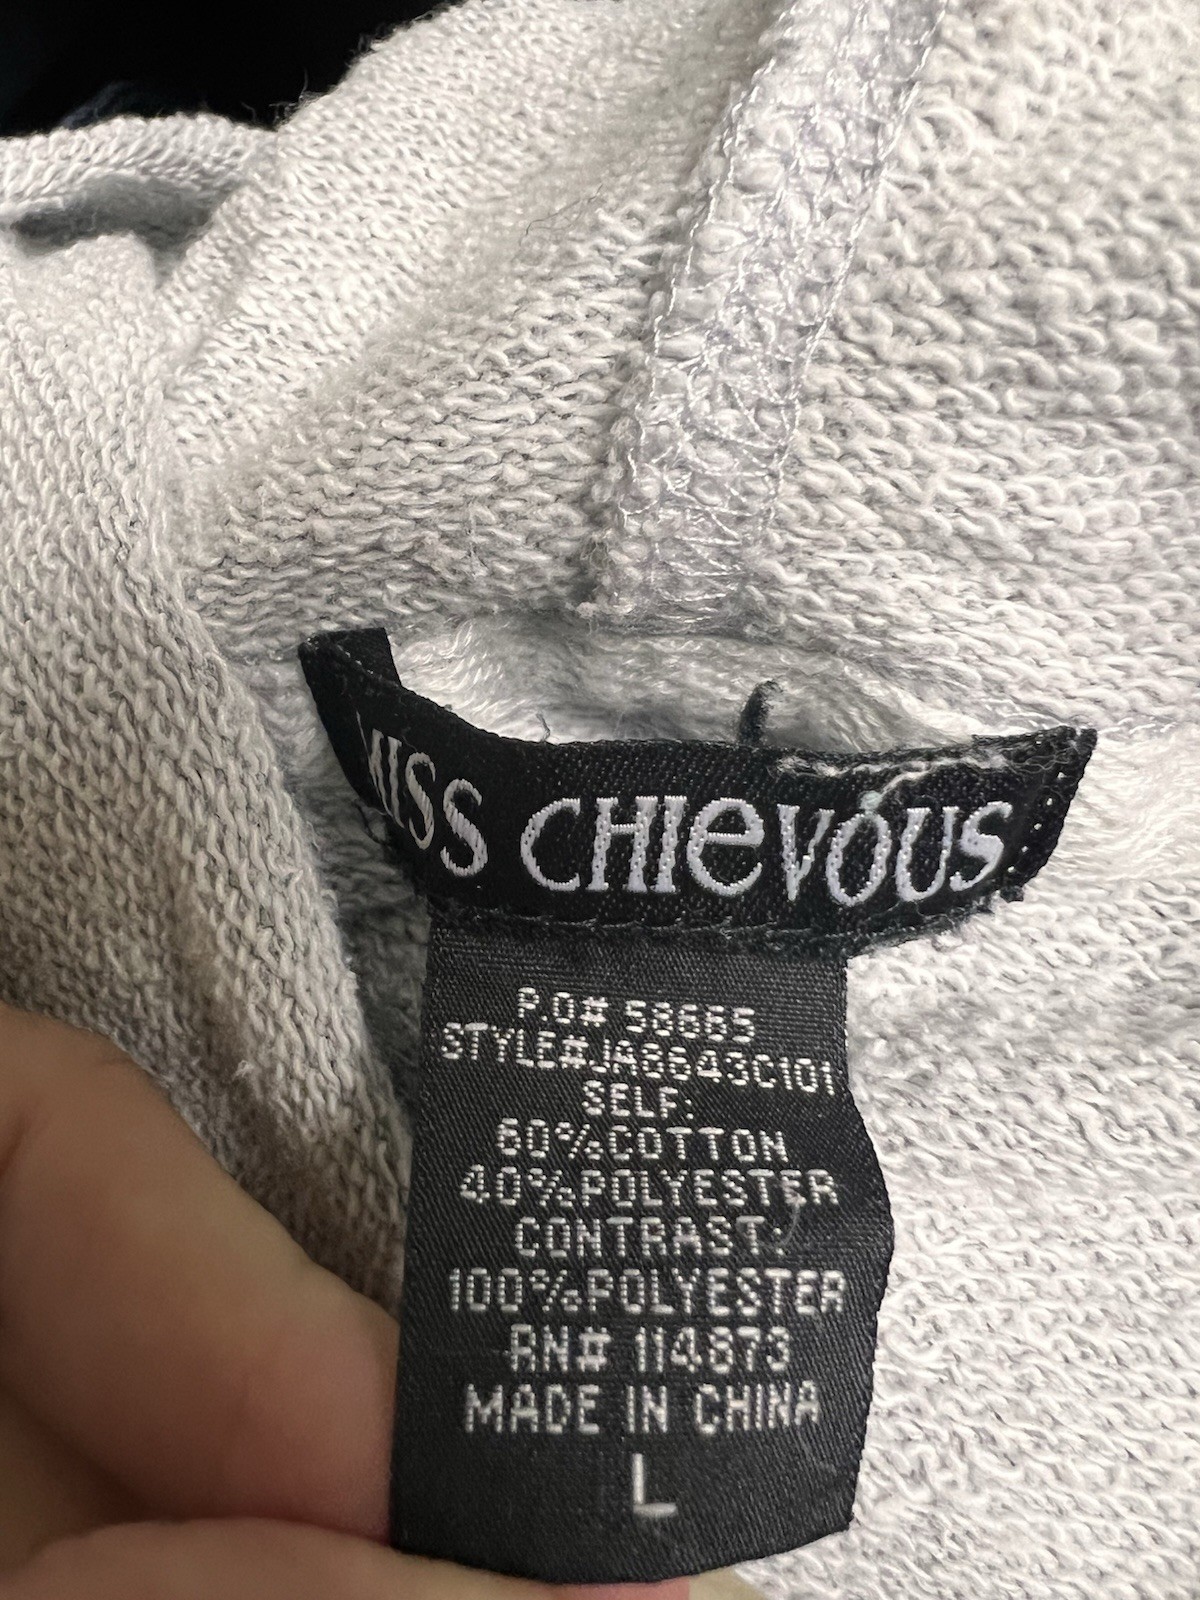 MISS CHIEVOUS
P.O# 58685
STYLE#JA8643C101
SELF:
60%COTTON
40%POLYESTER
CONTRAST:
100%POLYESTER
RN# 114873
MADE IN CHINA
L